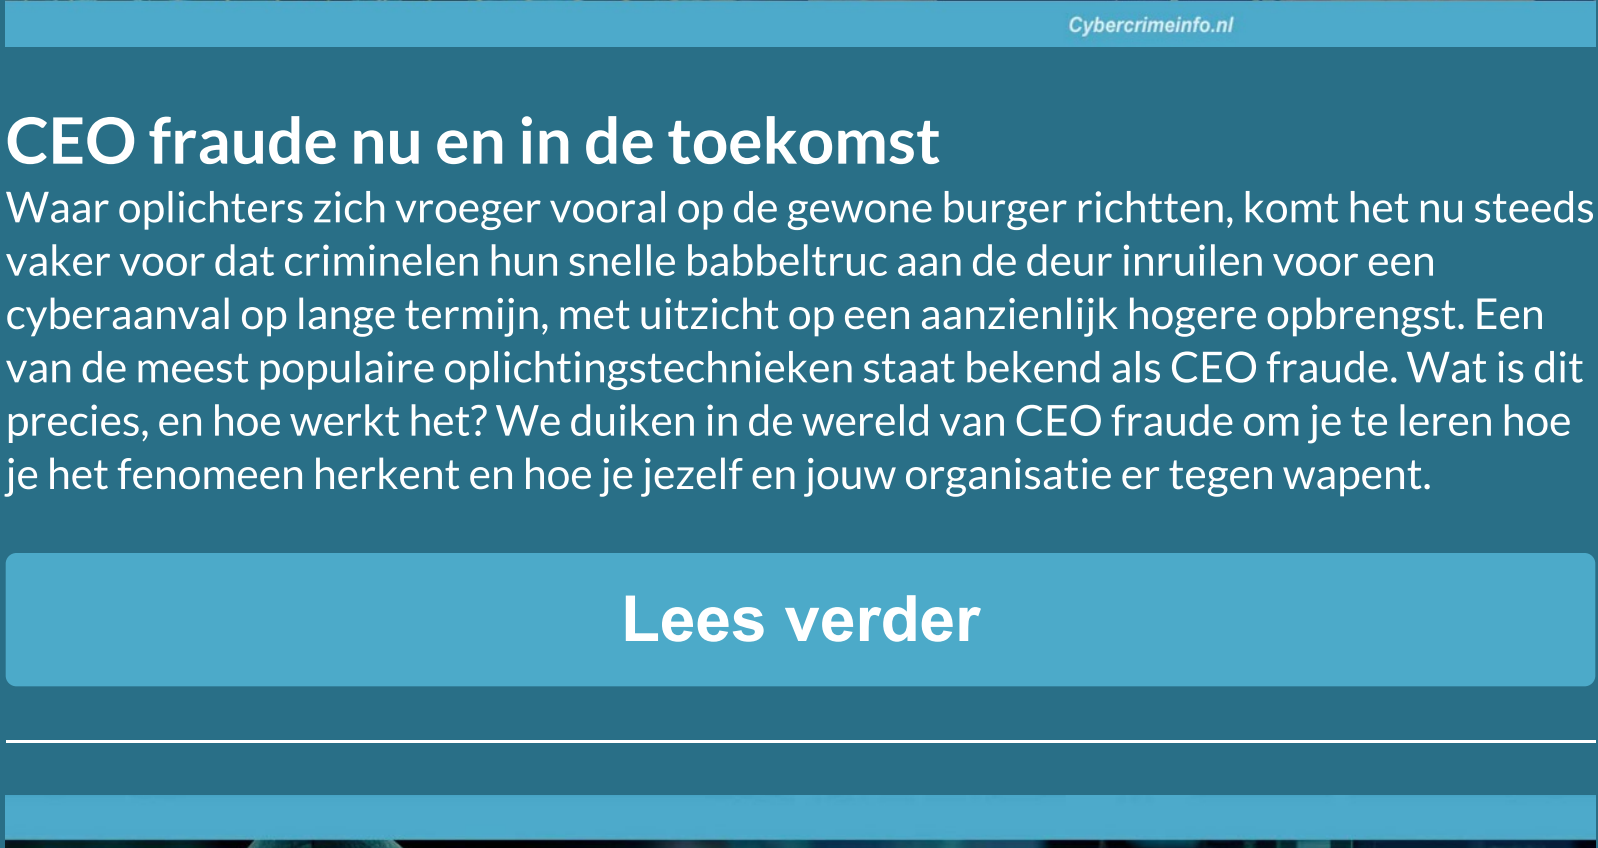 Cybercrimeinfo.nl
CEO fraude nu en in de toekomst
Waar oplichters zich vroeger vooral op de gewone burger richtten, komt het nu steeds
vaker voor dat criminelen hun snelle babbeltruc aan de deur inruilen voor een
cyberaanval op lange termijn, met uitzicht op een aanzienlijk hogere opbrengst. Een
van de meest populaire oplichtingstechnieken staat bekend als CEO fraude. Wat is dit
precies, en hoe werkt het? We duiken in de wereld van CEO fraude om je te leren hoe
je het fenomeen herkent en hoe je jezelf en jouw organisatie er tegen wapent.
Lees verder